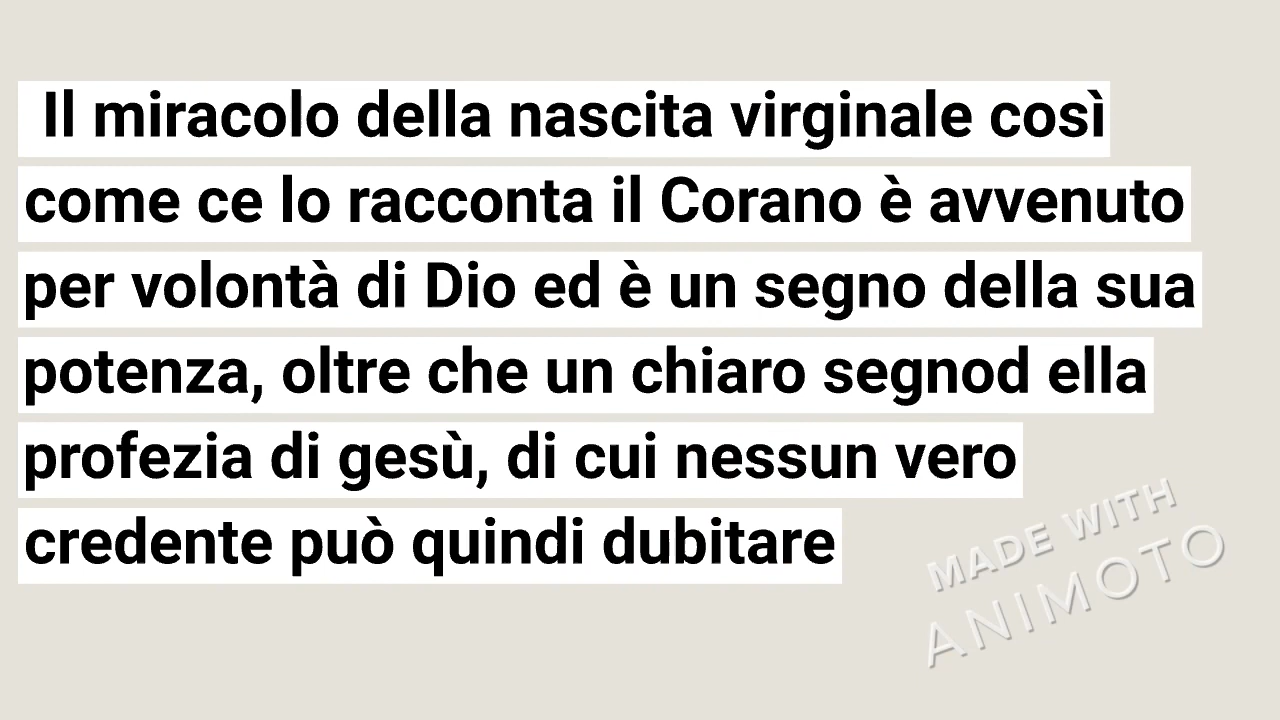 Il miracolo della nascita virginale così
come ce lo racconta il Corano è avvenuto
per volontà di Dio ed è un segno della sua
potenza, oltre che un chiaro segnod ella
profezia di gesù, di cui nessun vero
credente può quindi dubitare
MADE WITH
ANIMOTO